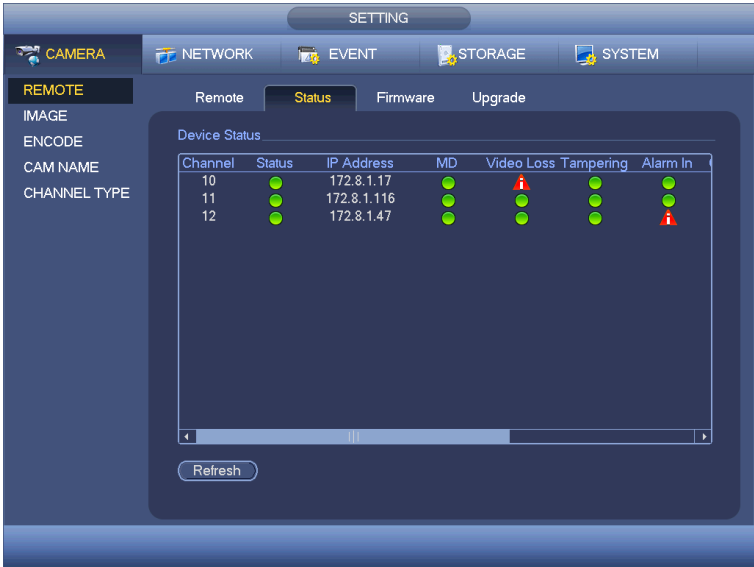 SETTING
CAMERA NETWORK EVENT STORAGE SYSTEM
REMOTE
IMAGE
ENCODE
CAM NAME
CHANNEL TYPE
Remote Status Firmware Upgrade
Device Status
Channel Status IP Address MD Video Loss Tampering Alarm In
10 172.8.1.17
11 172.8.1.116
12 172.8.1.47
Refresh